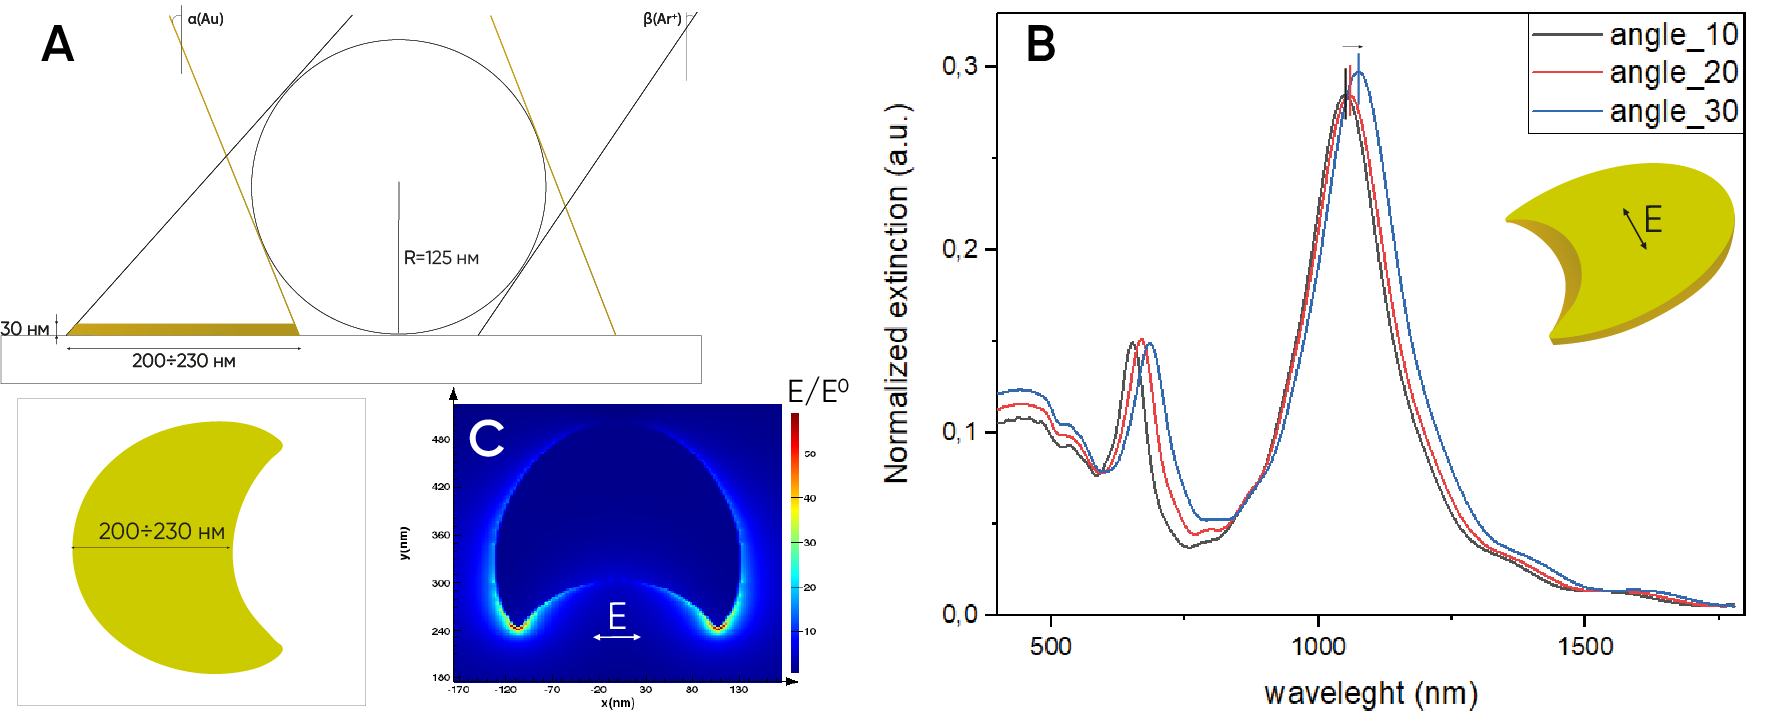 A
α(Au)
β(Ar⁺)
R=125 нм
30 нм
200÷230 нм
200÷230 нм
C
E/E⁰
50
40
30
20
10
480
420
360
300
240
180
y(nm)
-170
-120
-70
-20
30
80
130
x(nm)
E
B
angle_10
angle_20
angle_30
E
0,3
0,2
0,1
0,0
Normalized extinction (a.u.)
500
1000
1500
waveleght (nm)